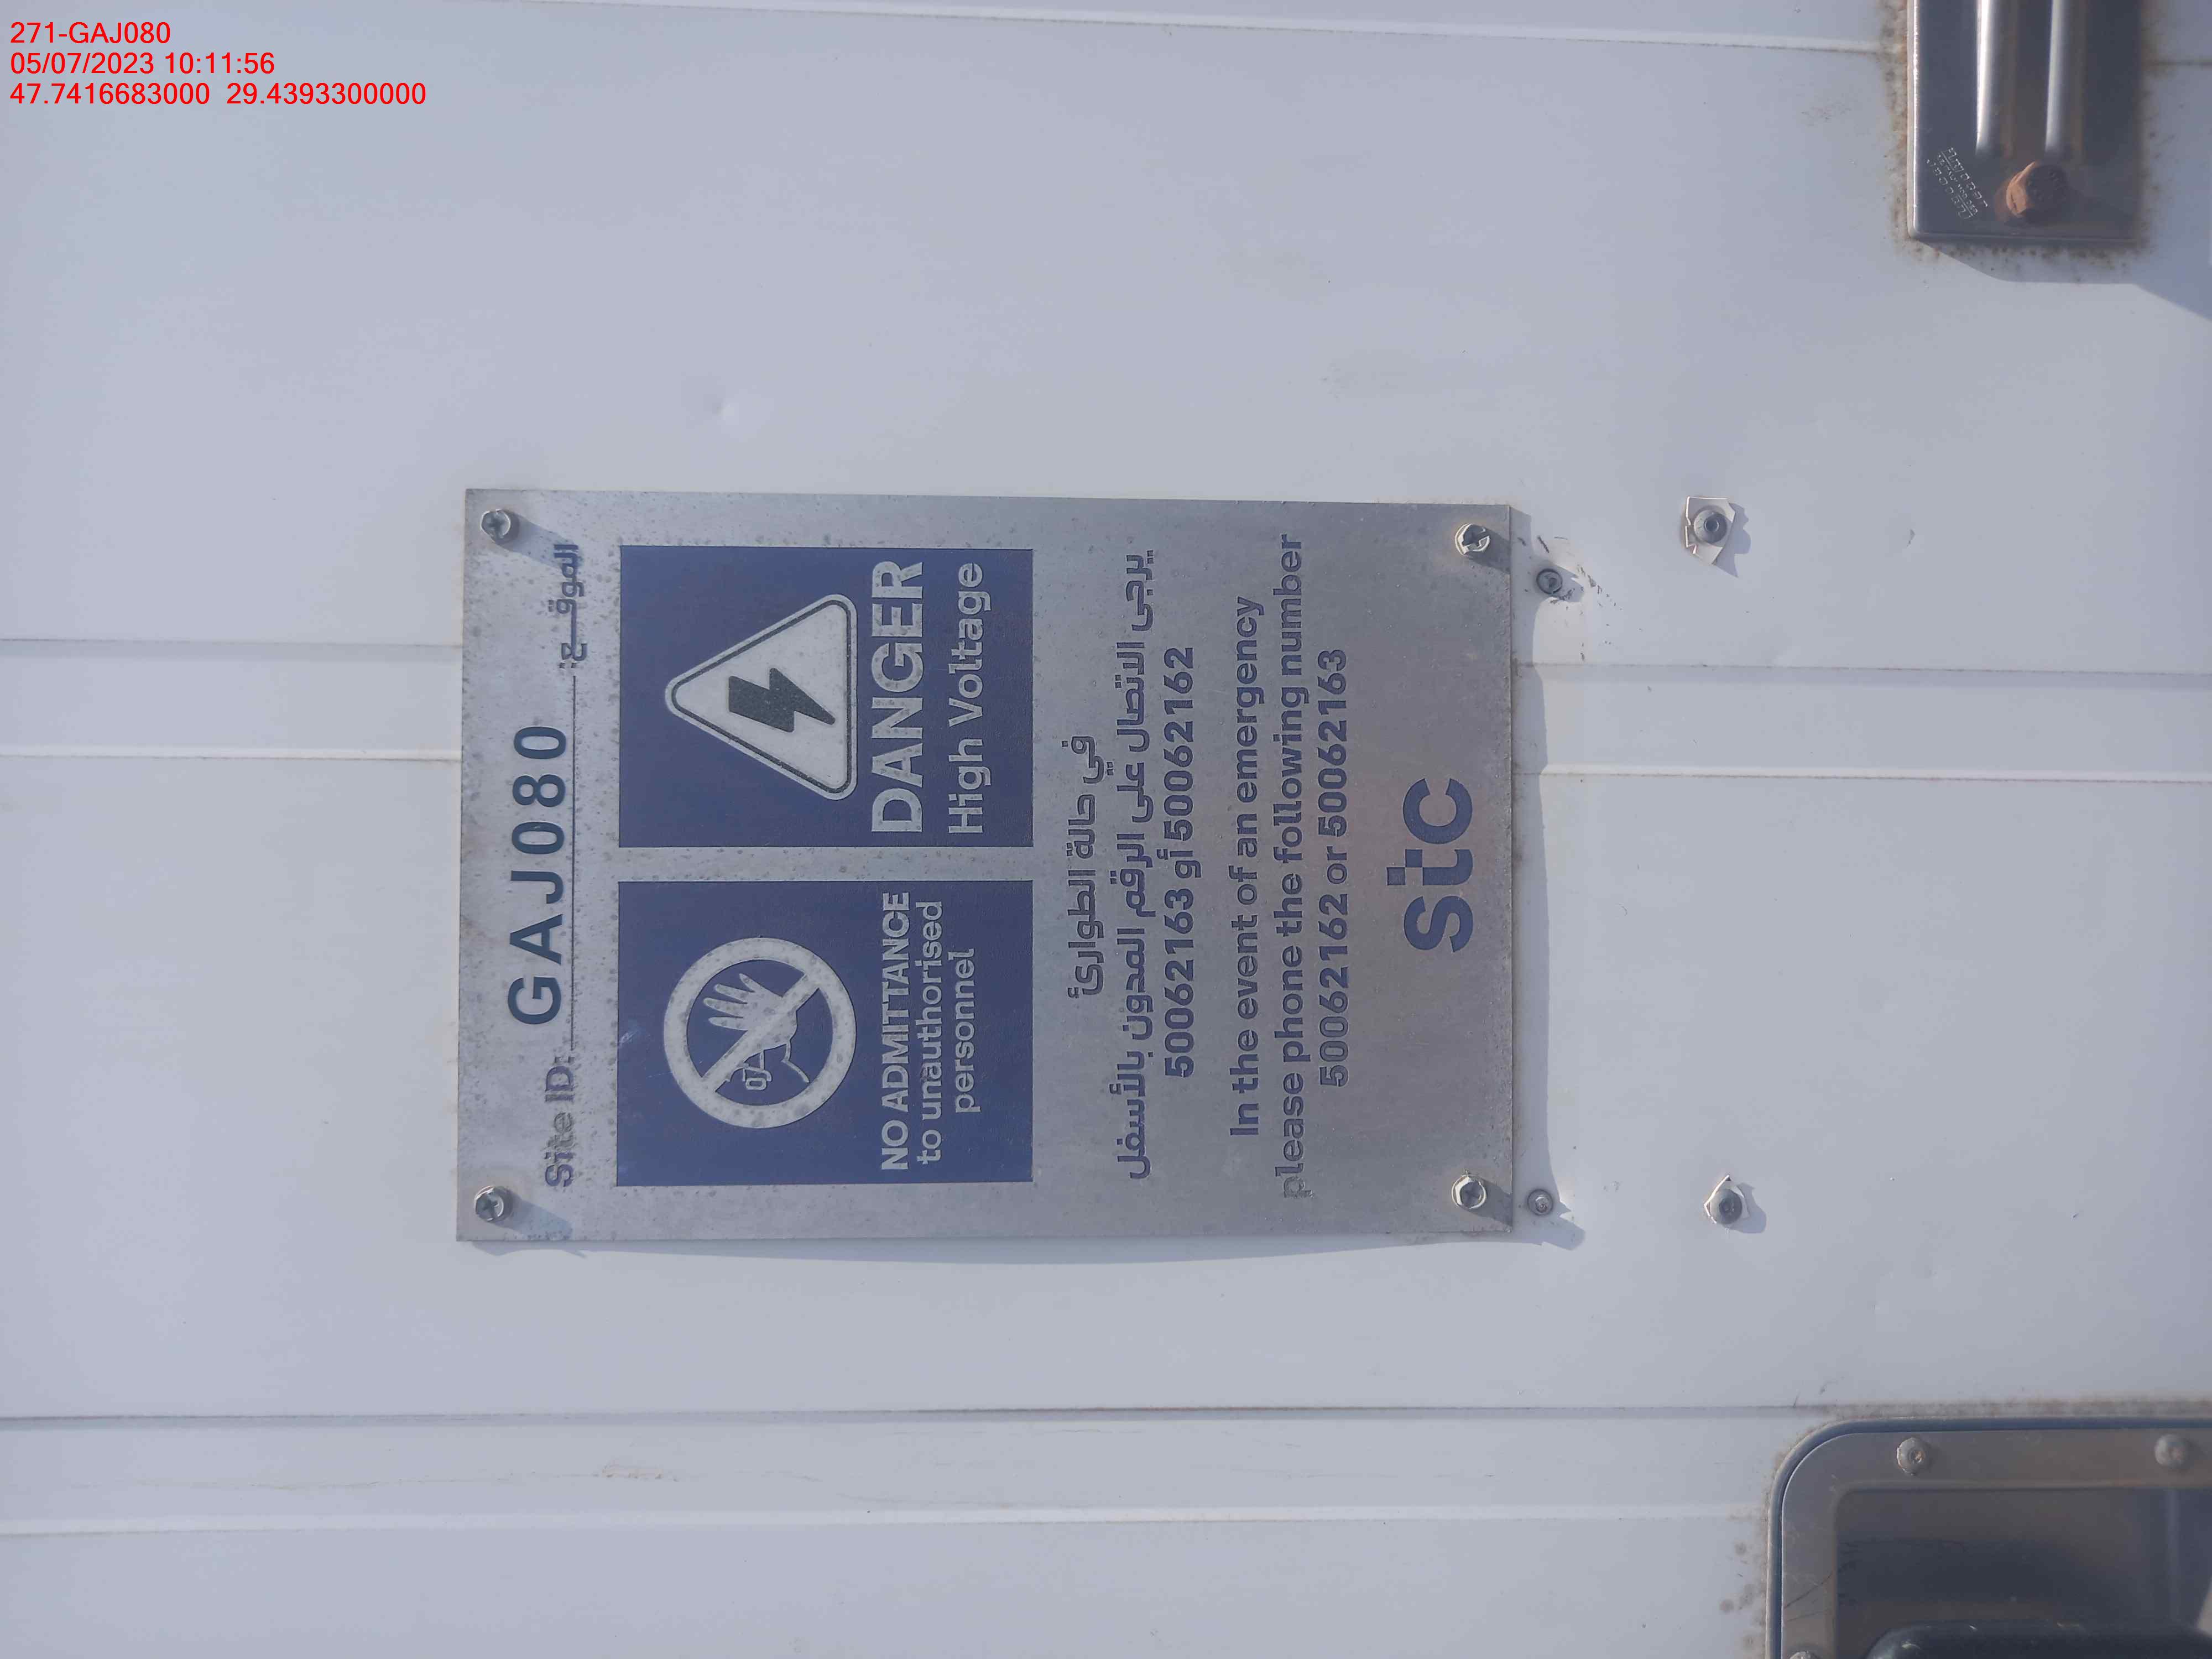 271-GAJ080
05/07/2023 10:11:56
47.7416683000 29.4393300000
Site ID: GAJ080 الموقع:
NO ADMITTANCE
to unauthorised
personnel
DANGER
High Voltage
في حالة الطوارئ
يرجى الاتصال على الرقم المدون بالأسفل
50062162 أو 50062163
In the event of an emergency
please phone the following number
50062162 or 50062163
stc